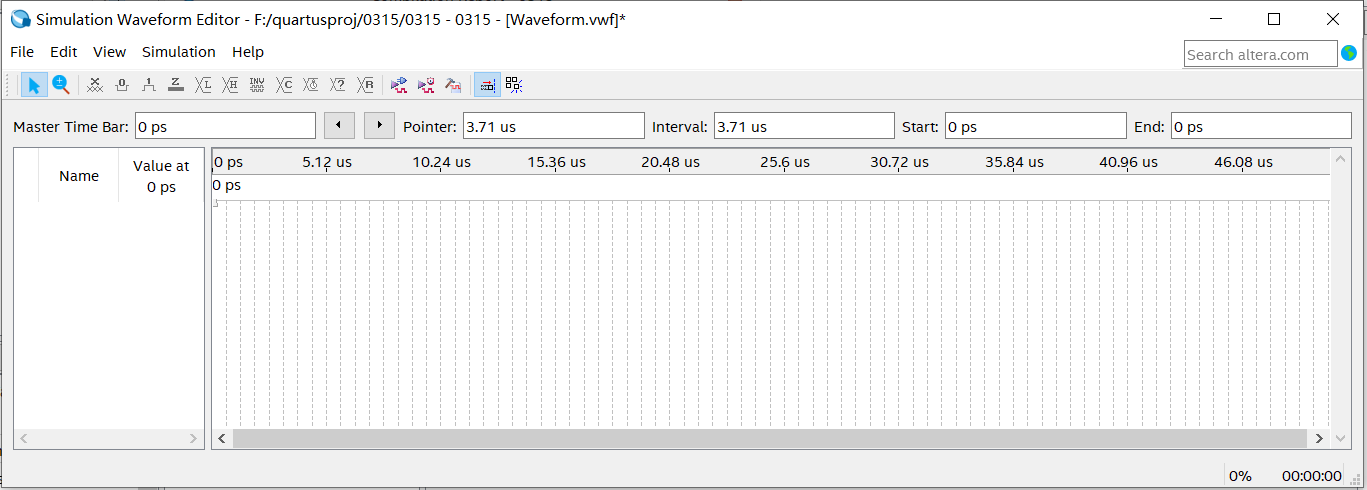 Simulation Waveform Editor - F:/quartusproj/0315/0315 - 0315 - [Waveform.vwf]*
File Edit View Simulation Help
Search altera.com
Master Time Bar: 0 ps Pointer: 3.71 us Interval: 3.71 us Start: 0 ps End: 0 ps
Name Value at 0 ps
0 ps 5.12 us 10.24 us 15.36 us 20.48 us 25.6 us 30.72 us 35.84 us 40.96 us 46.08 us
0 ps
0% 00:00:00